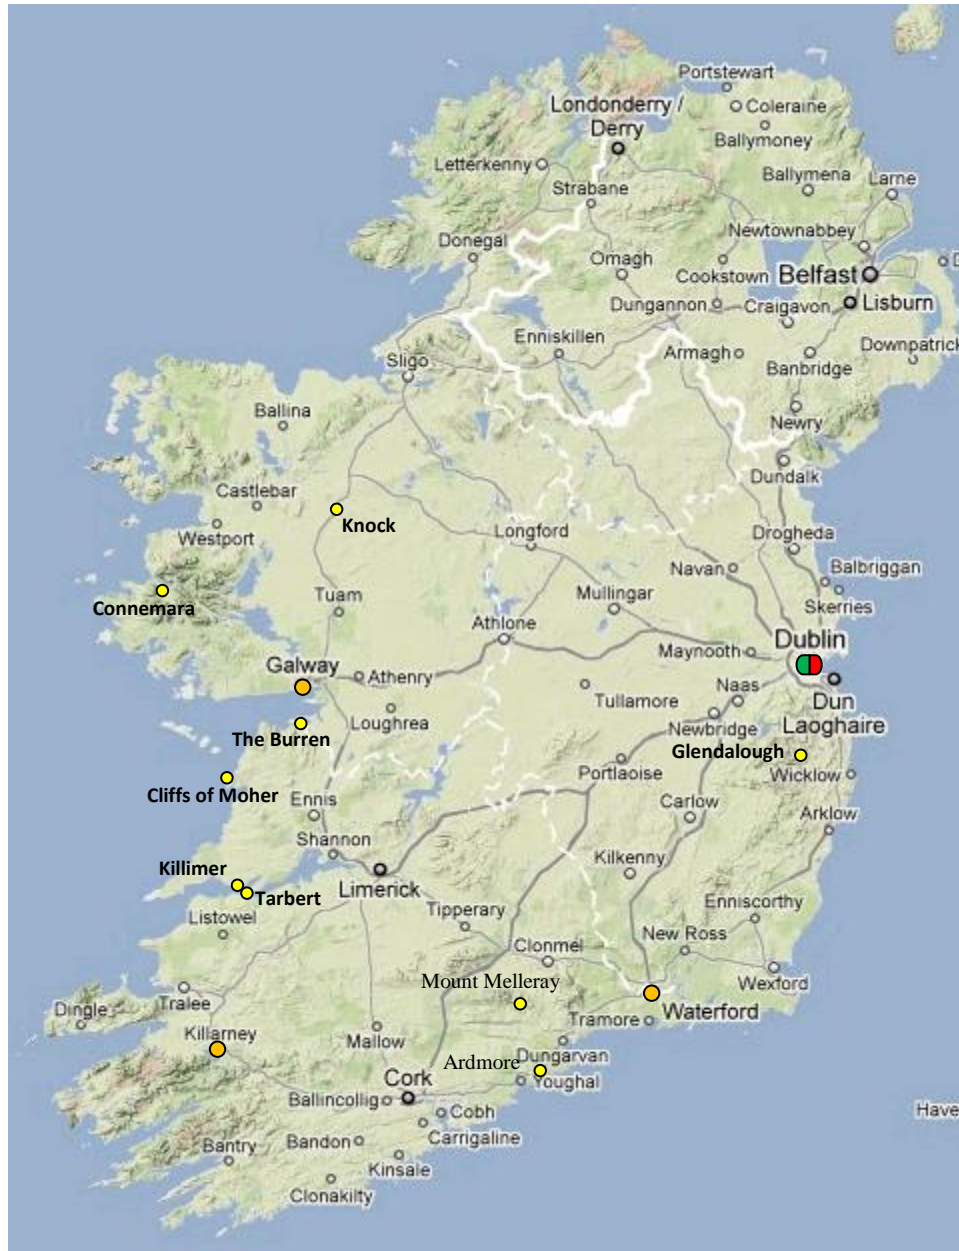 Portstewart
Londonderry /
Derry
Coleraine
Ballymoney
Letterkenny
Ballymena
Larne
Strabane
Newtownabbey
Donegal
Omagh
Cookstown
Belfast
D
Dungannon
Craigavon
Lisburn
Enniskillen
Armagh
Downpatrick
Sligo
Banbridge
Ballina
Newry
Dundalk
Castlebar
Knock
Westport
Longford
Drogheda
Navan
Balbriggan
Connemara
Tuam
Mullingar
Skerries
Athlone
Dublin
Maynooth
Galway
Athenry
Naas
Tullamore
Dun
Laoghaire
Loughrea
Newbridge
The Burren
Glendalough
Portlaoise
Wicklow
Cliffs of Moher
Ennis
Carlow
Arklow
Shannon
Kilkenny
Killimer
Limerick
Tarbert
Enniscorthy
Tipperary
Listowel
New Ross
Clonmel
Mount Melleray
Wexford
Dingle
Tralee
Waterford
Tramore
Killarney
Mallow
Ardmore
Dungarvan
Youghal
Cork
Ballincollig
Cobh
Have
Carrigaline
Bantry
Bandon
Kinsale
Clonakilty